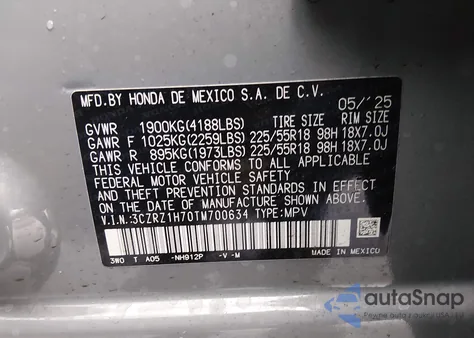 MFD.BY HONDA DE MEXICO S.A. DE C.V.
05/'25
GVWR 1900KG(4188LBS) TIRE SIZE RIM SIZE
GAWR F 1025KG(2259LBS) 225/55R18 98H 18X7.0J
GAWR R 895KG(1973LBS) 225/55R18 98H 18X7.0J
THIS VEHICLE CONFORMS TO ALL APPLICABLE
FEDERAL MOTOR VEHICLE SAFETY STANDARDS
IN EFFECT ON THE DATE OF
MANUFACTURE SHOWN ABOVE.
V.I.N.:3CZRZ1H70TM700634 TYPE:MPV
3W0 T A05 -NH912P -V -M
MADE IN MEXICO
autoSnap